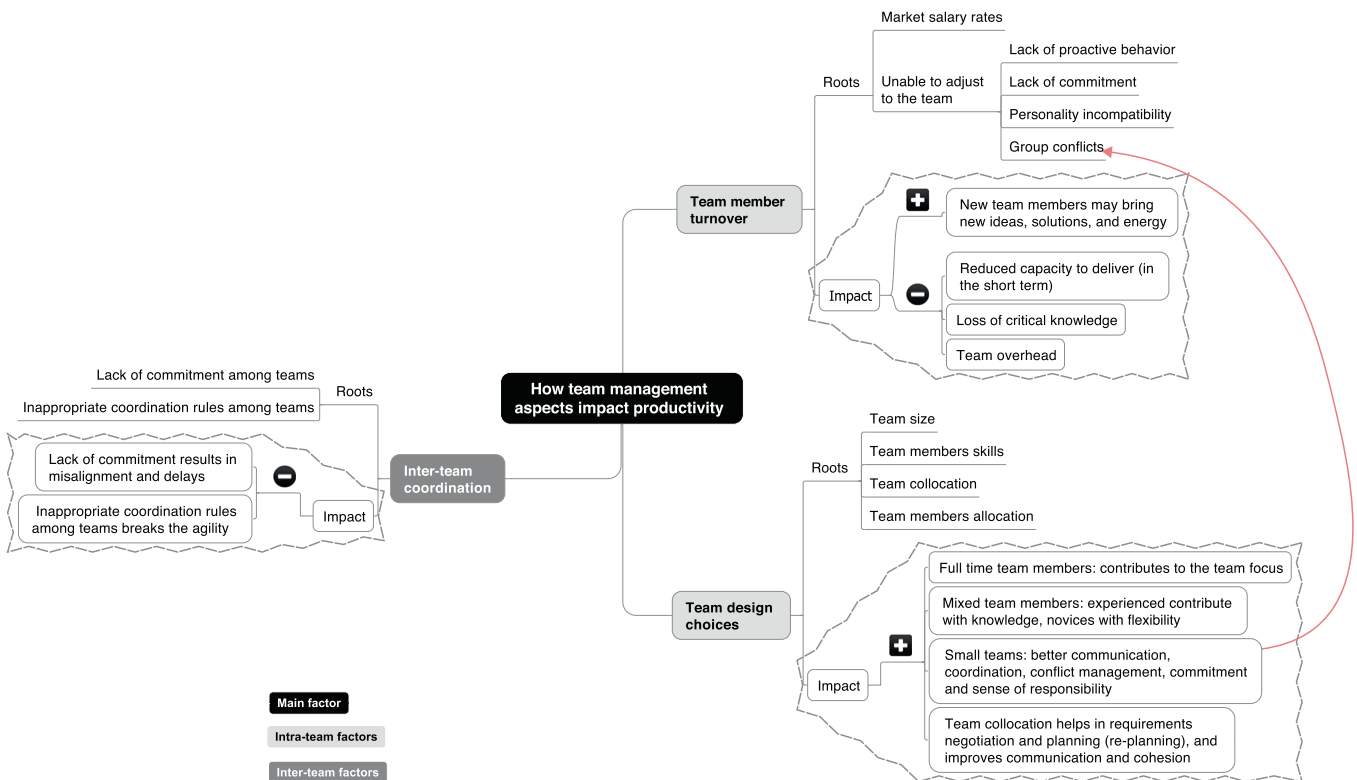 Market salary rates
Lack of proactive behavior
Roots
Unable to adjust
to the team
Lack of commitment
Personality incompatibility
Group conflicts
Team member
turnover
New team members may bring
new ideas, solutions, and energy
Impact
Reduced capacity to deliver (in
the short term)
Loss of critical knowledge
Team overhead
How team management
aspects impact productivity
Lack of commitment among teams
Roots
Inappropriate coordination rules among teams
Inter-team
coordination
Lack of commitment results in
misalignment and delays
Inappropriate coordination rules
among teams breaks the agility
Impact
Team size
Roots
Team members skills
Team collocation
Team members allocation
Team design
choices
Full time team members: contributes to the team focus
Mixed team members: experienced contribute
with knowledge, novices with flexibility
Impact
Small teams: better communication,
coordination, conflict management, commitment
and sense of responsibility
Team collocation helps in requirements
negotiation and planning (re-planning), and
improves communication and cohesion
Main factor
Intra-team factors
Inter-team factors